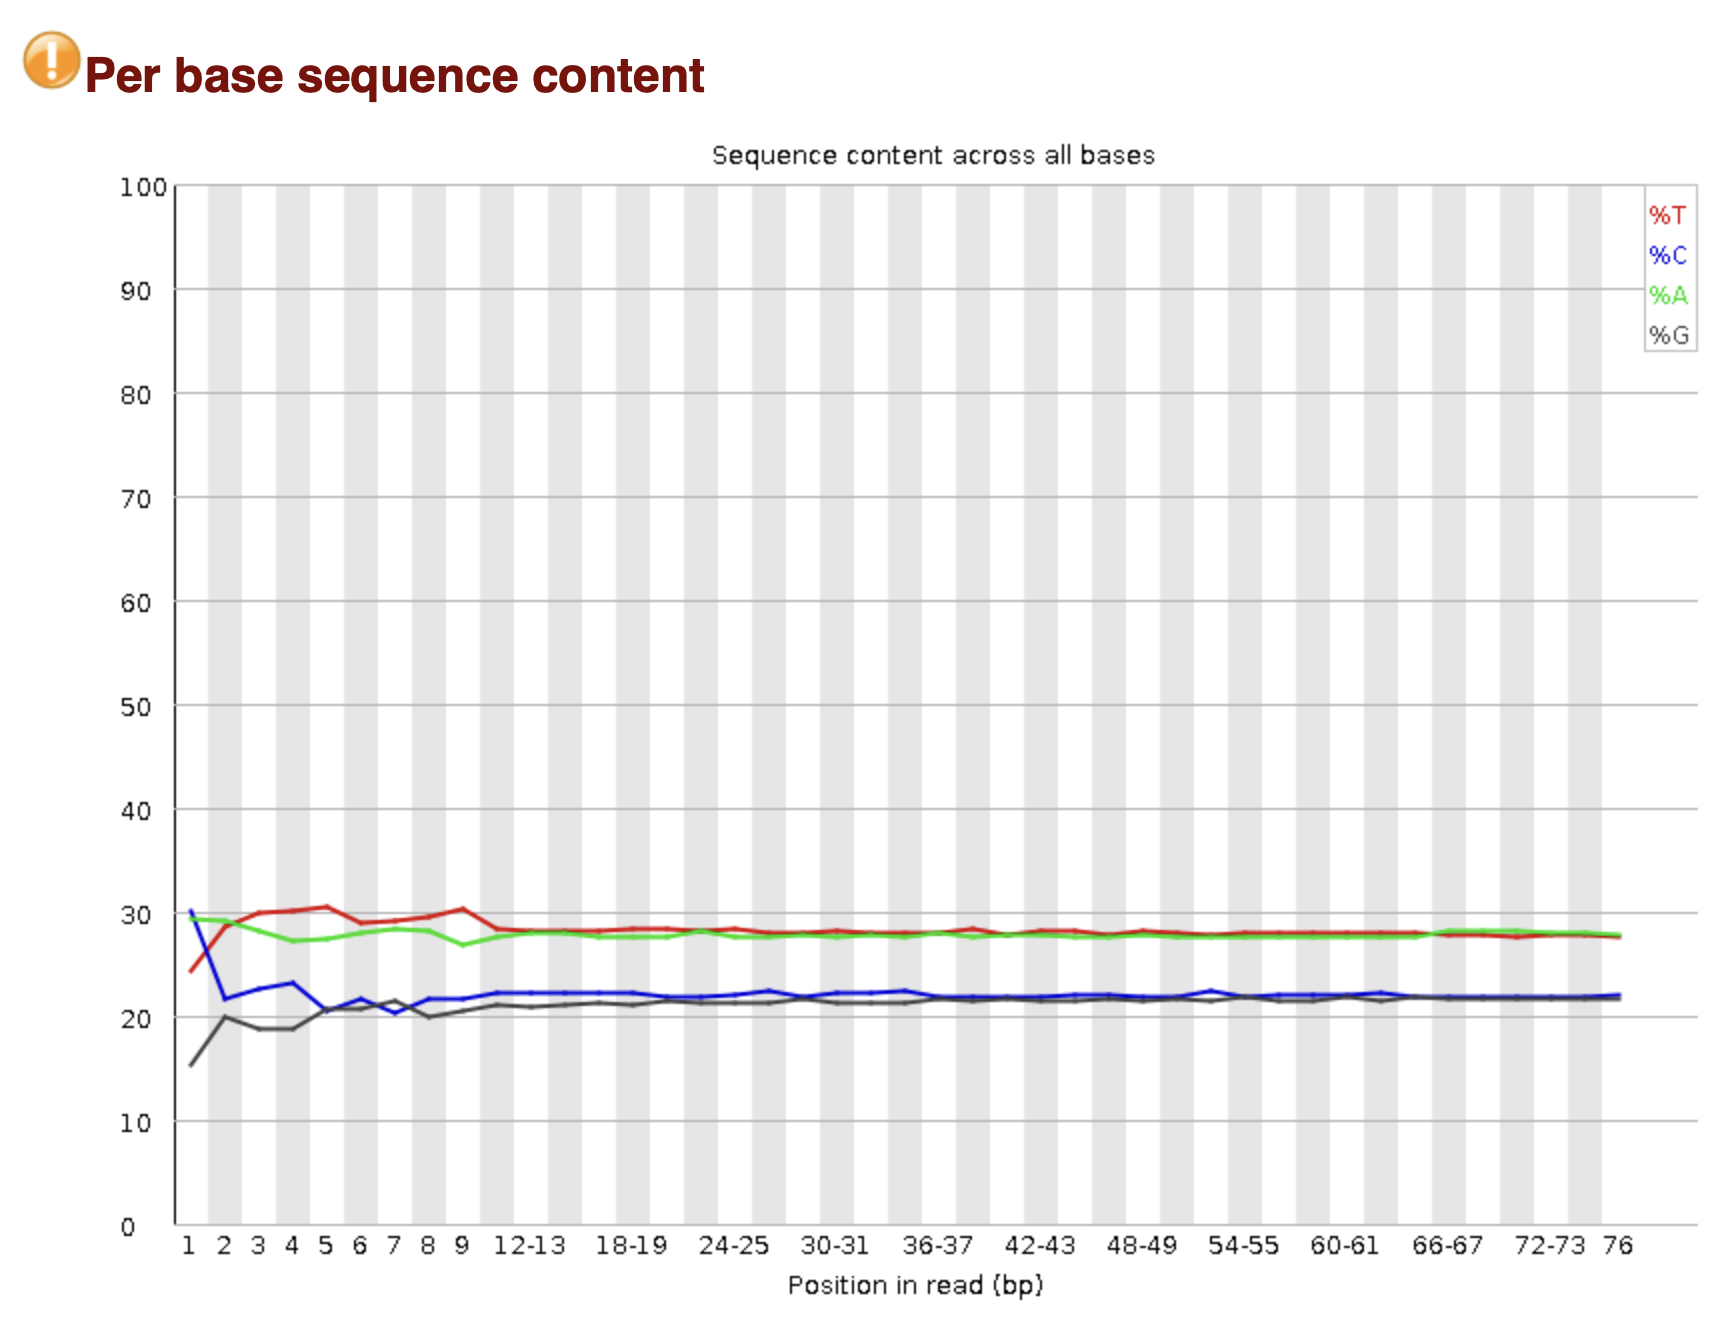 Per base sequence content
Sequence content across all bases
100
90
80
70
60
50
40
30
20
10
0
%T
%C
%A
%G
1 2 3 4 5 6 7 8 9 12-13 18-19 24-25 30-31 36-37 42-43 48-49 54-55 60-61 66-67 72-73 76
Position in read (bp)